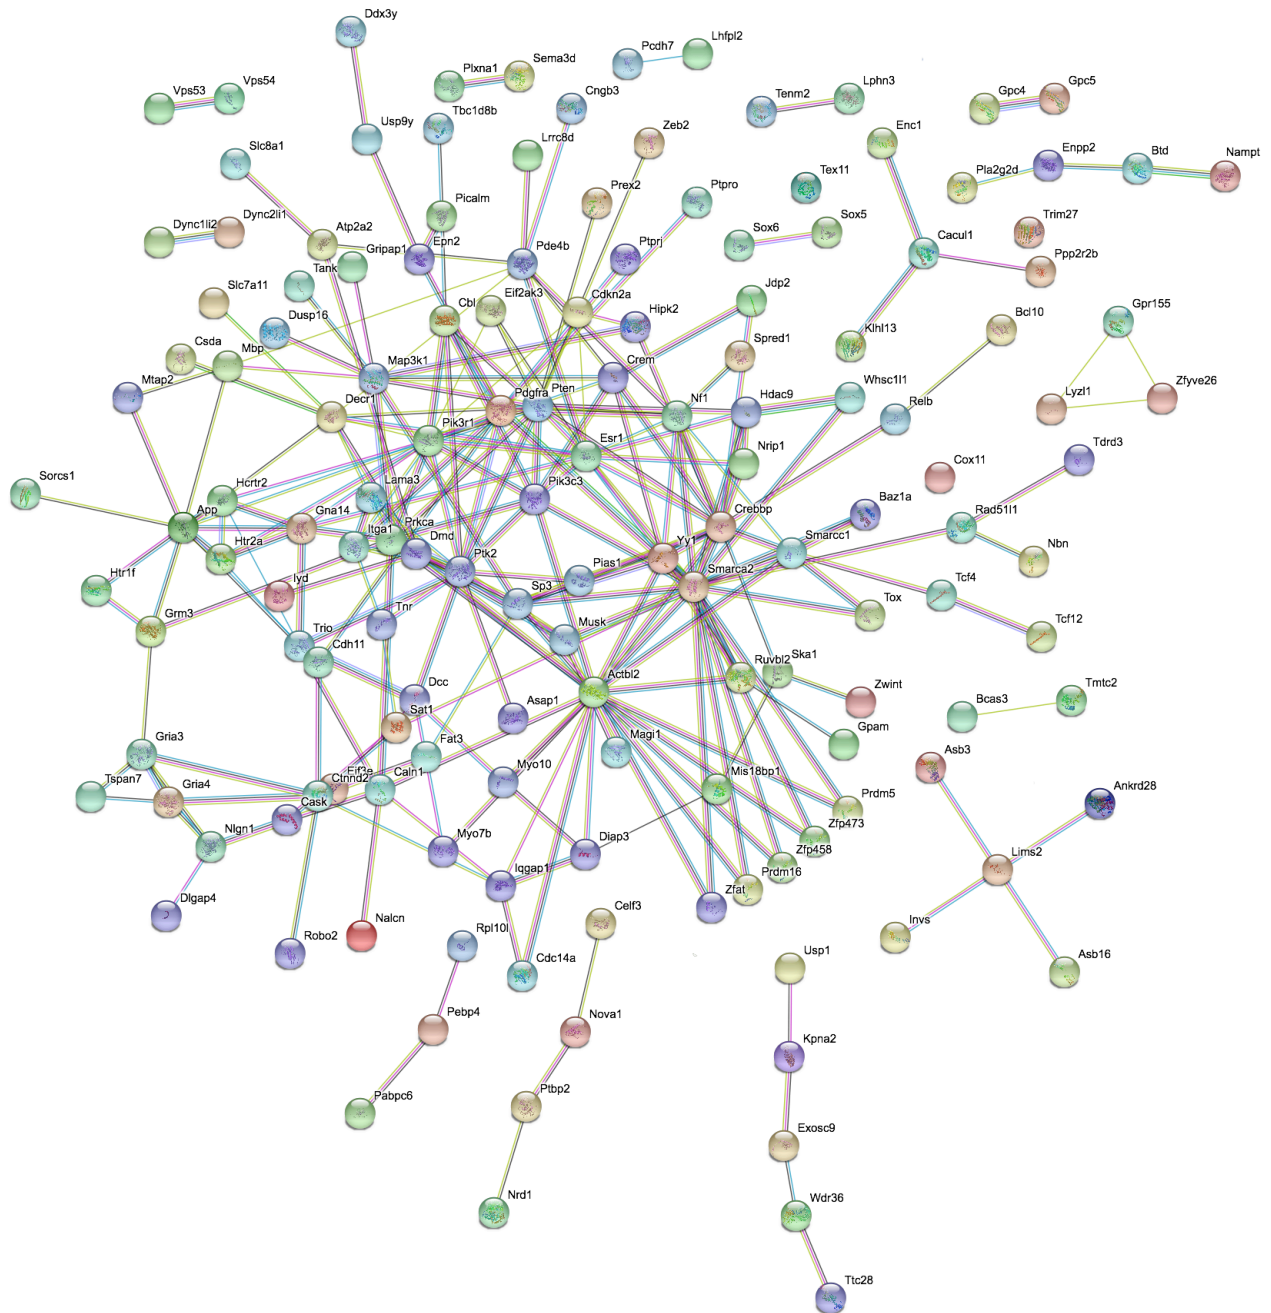 Ddx3y
Plxna1
Sema3d
Pcdh7
Lhfpl2
Vps53
Vps54
Cngb3
Tenm2
Lphn3
Gpc4
Gpc5
Usp9y
Tbc1d8b
Lrrc8d
Zeb2
Enc1
Slc8a1
Pla2g2d
Enpp2
Btd
Nampt
Tex11
Picalm
Prex2
Ptpro
Dync1li2
Dync2li1
Atp2a2
Gripap1
Epn2
Pde4b
Ptprj
Sox6
Sox5
Trim27
Cacul1
Ppp2r2b
Tank
Slc7a11
Dusp16
Cbl
Eif2ak3
Cdkn2a
Hipk2
Jdp2
Klhl13
Bcl10
Gpr155
Csda
Mbp
Map3k1
Crem
Spred1
Mtap2
Decr1
Pdgfra
Pten
Nf1
Hdac9
Whsc1l1
Relb
Lyzl1
Zfyve26
Pik3r1
Esr1
Nrip1
Tdrd3
Cox11
Sorcs1
Hcrtr2
Lama3
Pik3c3
App
Gna14
Itga1
Prkca
Dmd
Crebbp
Baz1a
Rad51l1
Htr2a
Ptk2
Yy1
Smarcc1
Nbn
Htr1f
Iyd
Sp3
Pias1
Smarca2
Tcf4
Grm3
Trio
Tnr
Musk
Tox
Tcf12
Cdh11
Actbl2
Ruvbl2
Ska1
Dcc
Asap1
Sat1
Zwint
Bcas3
Tmtc2
Gpam
Gria3
Fat3
Magi1
Tspan7
Gria4
Eif3e
Ctnnd2
Caln1
Myo10
Mis18bp1
Asb3
Cask
Prdm5
Ankrd28
Nlgn1
Myo7b
Diap3
Zfp473
Zfp458
Lims2
Iqgap1
Prdm16
Zfat
Dlgap4
Robo2
Nalcn
Rpl10l
Celf3
Invs
Cdc14a
Usp1
Asb16
Pebp4
Nova1
Kpna2
Pabpc6
Ptbp2
Exosc9
Nrd1
Wdr36
Ttc28